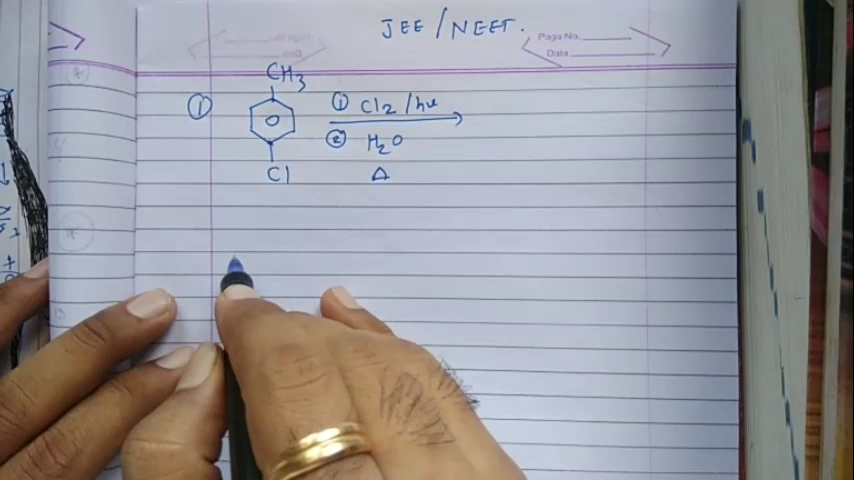 JEE / NEET.
Page No.
Date
CH3
① ① Cl2 /hν
② H2O
Cl Δ